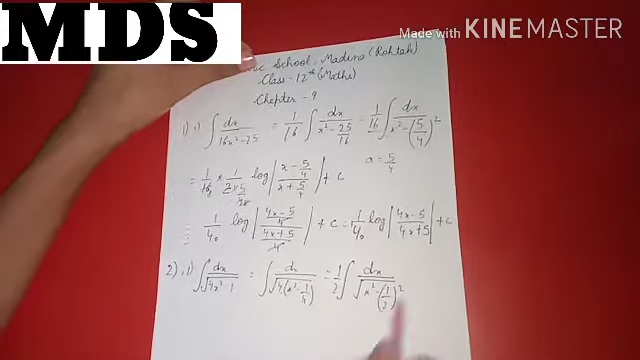 MDS
Made with KINEMASTER
School, Madina (Rohtak)
Class - 12th (Maths)
Chepter - 9
1) i) ∫ dx/(16x² - 25) = 1/16 ∫ dx/(x² - 25/16) = 1/16 ∫ dx/(x² - (5/4)²)
a = 5/4
= 1/16 × 1/(2 × 5/4) log |(x - 5/4)/(x + 5/4)| + c
1/40 log |((4x - 5)/4)/((4x + 5)/4)| + c = 1/40 log |(4x - 5)/(4x + 5)| + c
2) i) ∫ dx/√(4x² - 1) = ∫ dx/√(4(x² - 1/4)) = 1/2 ∫ dx/√(x² - (1/2)²)